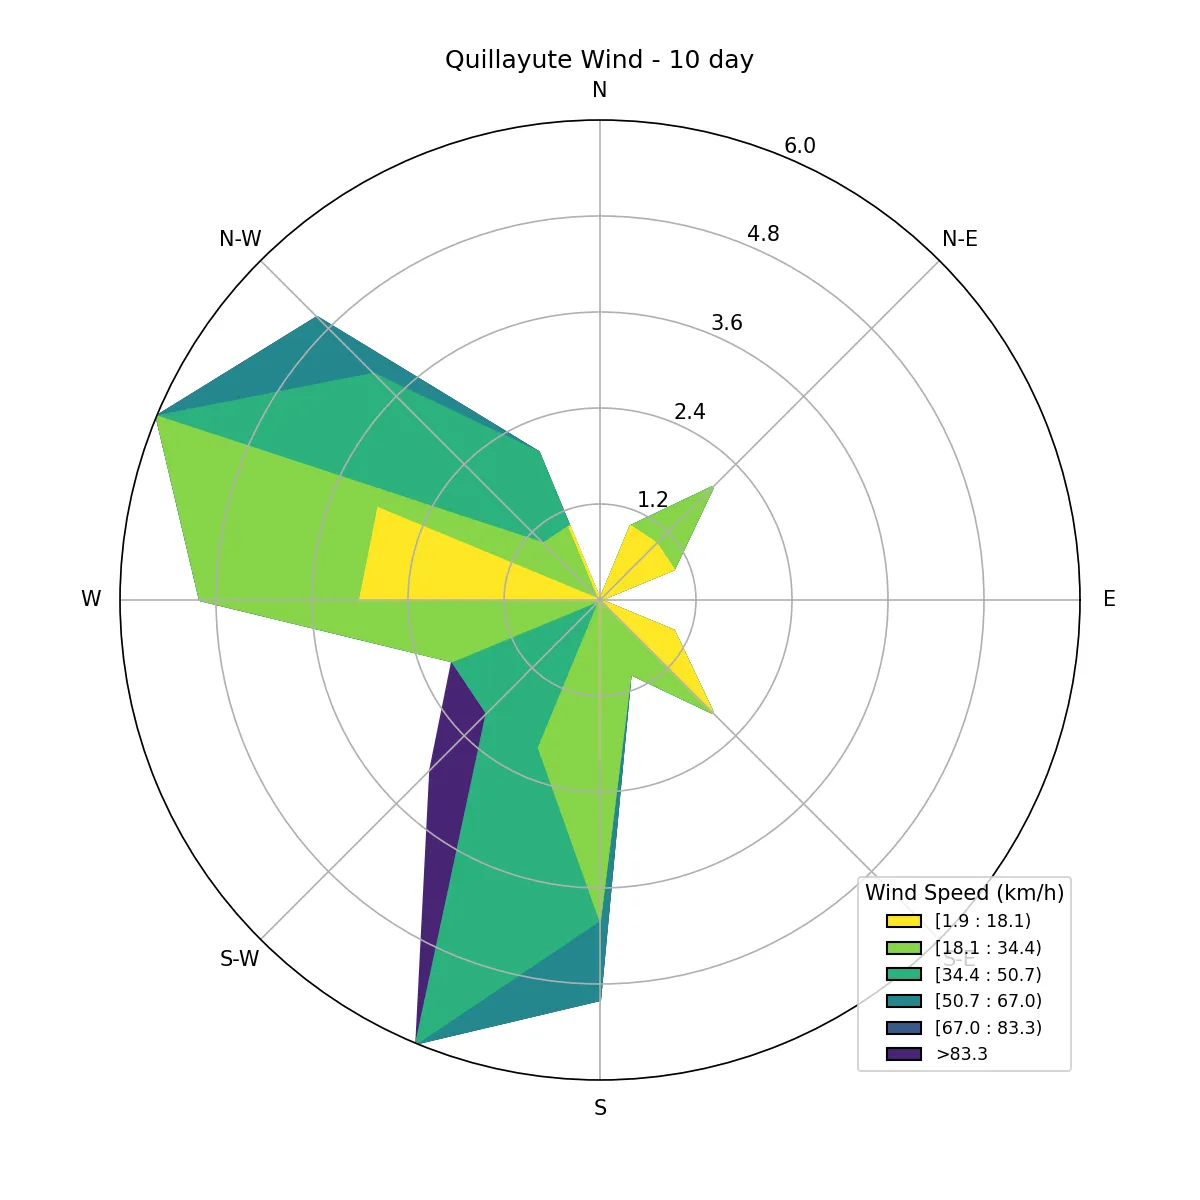 Quillayute Wind - 10 day
N
6.0
N-W
4.8
N-E
3.6
2.4
1.2
W
E
Wind Speed (km/h)
[1.9 : 18.1)
[18.1 : 34.4)
S-W
S-E
[34.4 : 50.7)
[50.7 : 67.0)
[67.0 : 83.3)
>83.3
S